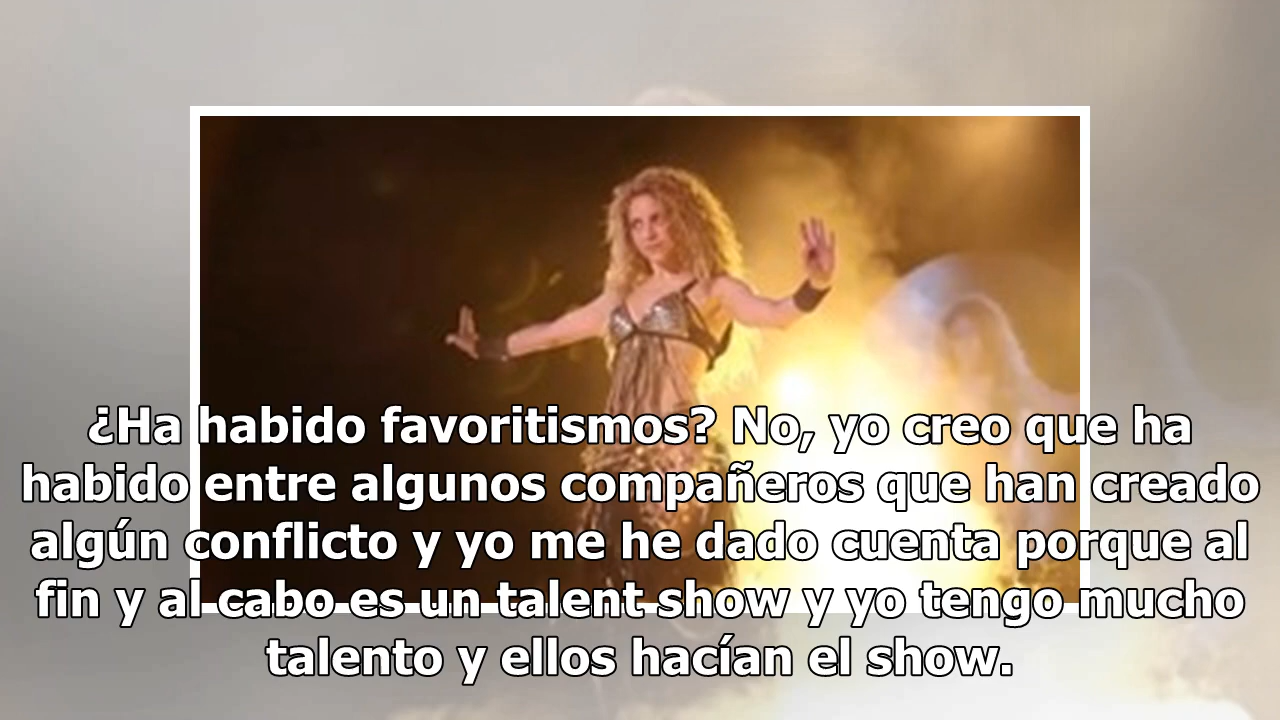 ¿Ha habido favoritismos? No, yo creo que ha
habido entre algunos compañeros que han creado
algún conflicto y yo me he dado cuenta porque al
fin y al cabo es un talent show y yo tengo mucho
talento y ellos hacían el show.